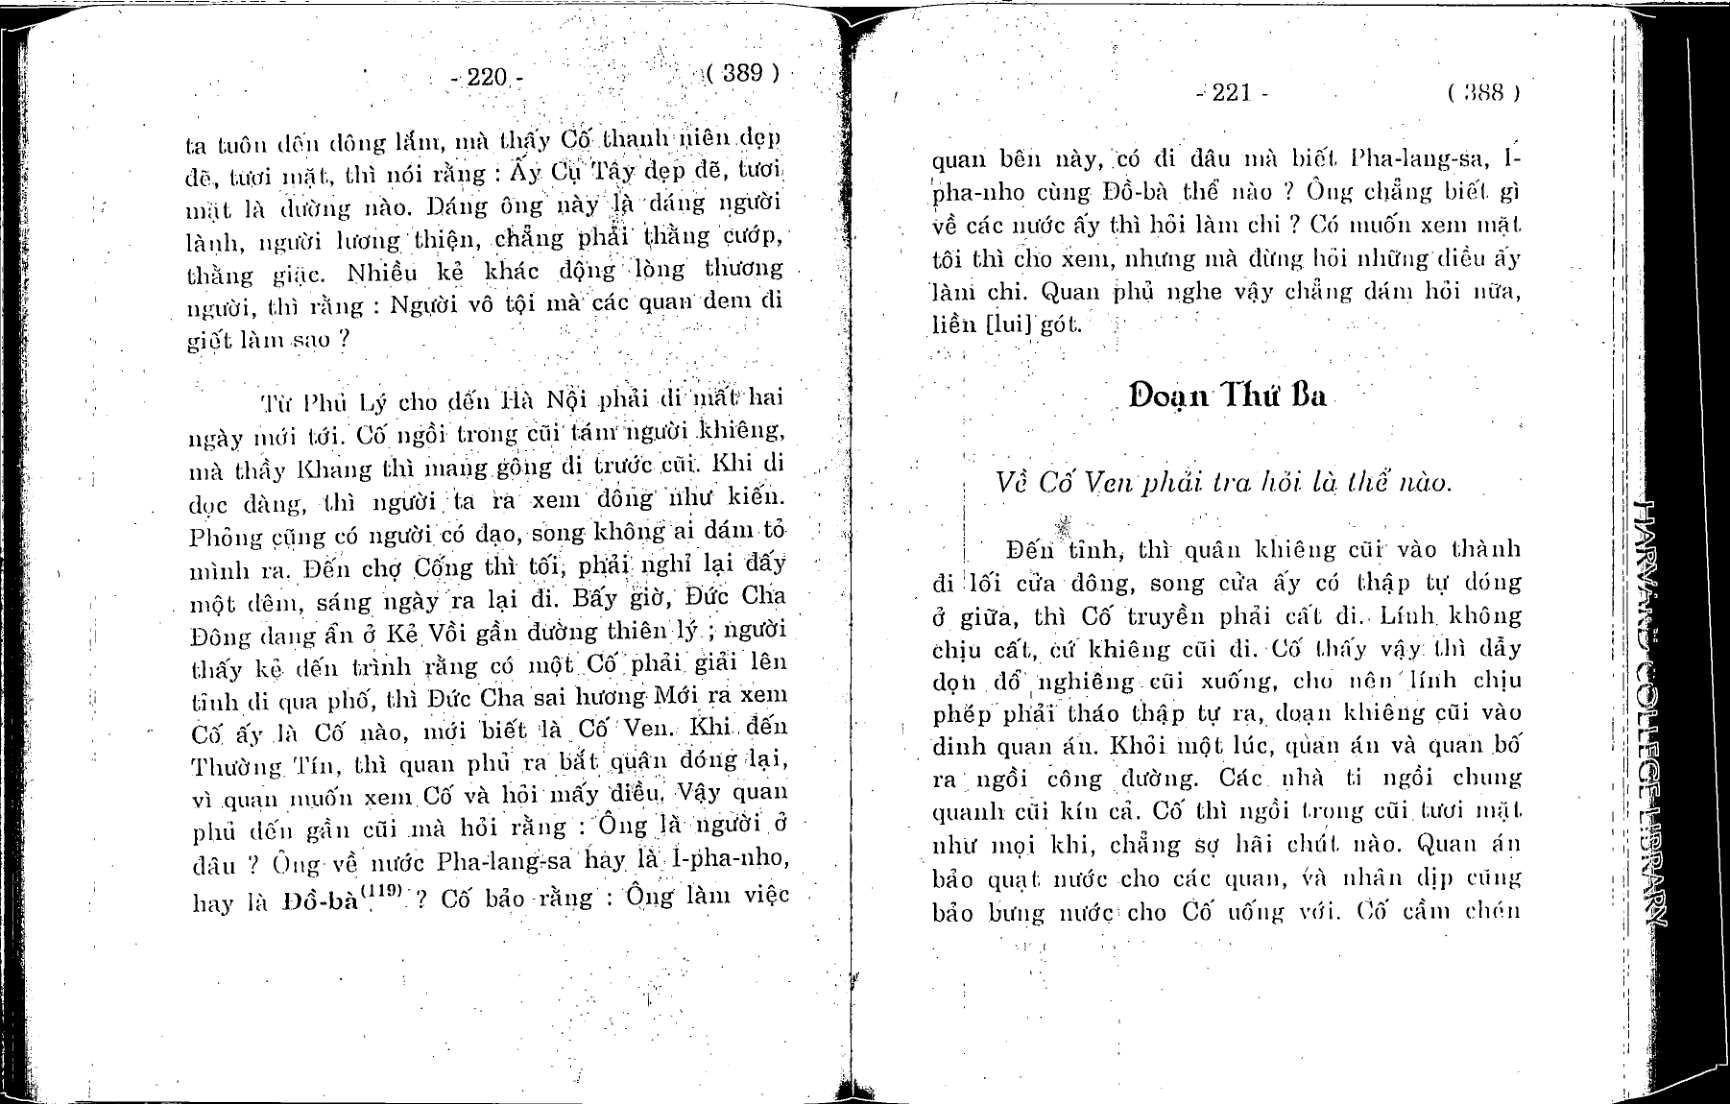 - 220 - ( 389 )
ta tuôn đến đông lắm, mà thấy Cố thanh niên đẹp
đẽ, tươi mặt, thì nói rằng : Ấy Cụ Tây đẹp đẽ, tươi
mặt là dường nào. Dáng ông này là dáng người
lành, người lương thiện, chẳng phải thằng cướp,
thằng giặc. Nhiều kẻ khác động lòng thương
người, thì rằng : Người vô tội mà các quan đem đi
giết làm sao ?
Từ Phủ Lý cho đến Hà Nội phải đi mất hai
ngày mới tới. Cố ngồi trong cũi tám người khiêng,
mà thầy Khang thì mang gông đi trước cũi. Khi đi
dọc đàng, thì người ta ra xem đông như kiến.
Phỏng cũng có người có đạo, song không ai dám tỏ
mình ra. Đến chợ Cống thì tối, phải nghỉ lại đấy
một đêm, sáng ngày ra lại đi. Bấy giờ, Đức Cha
Đông đang ẩn ở Kẻ Vồi gần đường thiên lý ; người
thấy kẻ đến trình rằng có một Cố phải giải lên
tỉnh đi qua phố, thì Đức Cha sai hương Mới ra xem
Cố ấy là Cố nào, mới biết là Cố Ven. Khi đến
Thường Tín, thì quan phủ ra bắt quân đóng lại,
vì quan muốn xem Cố và hỏi mấy điều. Vậy quan
phủ đến gần cũi mà hỏi rằng : Ông là người ở
đâu ? Ông về nước Pha-lang-sa hay là I-pha-nho,
hay là Đồ-bà(119) ? Cố bảo rằng : Ông làm việc
- 221 - ( 388 )
quan bên này, có đi đâu mà biết Pha-lang-sa, I-
pha-nho cùng Đồ-bà thể nào ? Ông chẳng biết gì
về các nước ấy thì hỏi làm chi ? Có muốn xem mặt
tôi thì cho xem, nhưng mà đừng hỏi những điều ấy
làm chi. Quan phủ nghe vậy chẳng dám hỏi nữa,
liền [lui] gót.
Đoạn Thứ Ba
Về Cố Ven phải tra hỏi là thể nào.
Đến tỉnh, thì quân khiêng cũi vào thành
đi lối cửa đông, song cửa ấy có thập tự đóng
ở giữa, thì Cố truyền phải cất đi. Lính không
chịu cất, cứ khiêng cũi đi. Cố thấy vậy thì dẫy
dọn đổ nghiêng cũi xuống, cho nên lính chịu
phép phải tháo thập tự ra, đoạn khiêng cũi vào
dinh quan án. Khỏi một lúc, quan án và quan bố
ra ngồi công đường. Các nhà ti ngồi chung
quanh cũi kín cả. Cố thì ngồi trong cũi tươi mặt
như mọi khi, chẳng sợ hãi chút nào. Quan án
bảo quạt nước cho các quan, và nhân dịp cũng
bảo bưng nước cho Cố uống với. Cố cầm chén
HARVARD COLLEGE LIBRARY